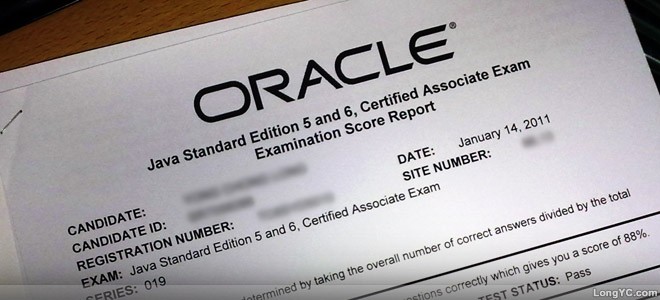 ORACLE®
Java Standard Edition 5 and 6, Certified Associate Exam
Examination Score Report
DATE: January 14, 2011
SITE NUMBER:
CANDIDATE:
CANDIDATE ID:
REGISTRATION NUMBER:
EXAM: Java Standard Edition 5 and 6, Certified Associate Exam
SERIES: 019
determined by taking the overall number of correct answers divided by the total
questions correctly which gives you a score of 88%.
TEST STATUS: Pass
LongYC.com